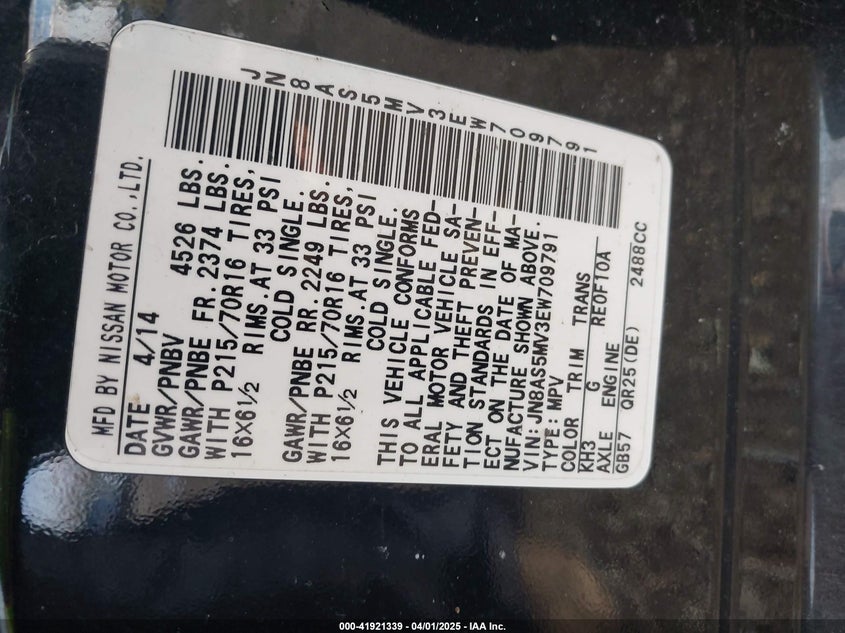 JN8AS5MV3EW709791
MFD BY NISSAN MOTOR CO.,LTD.
DATE 4/14
GVWR/PNBV 4526 LBS.
GAWR/PNBE FR. 2374 LBS.
WITH P215/70R16 TIRES,
16X6½ RIMS.AT 33 PSI
COLD SINGLE.
GAWR/PNBE RR. 2249 LBS.
WITH P215/70R16 TIRES,
16X6½ RIMS.AT 33 PSI
COLD SINGLE.
THIS VEHICLE CONFORMS
TO ALL APPLICABLE FED-
ERAL MOTOR VEHICLE SA-
FETY AND THEFT PREVEN-
TION STANDARDS IN EFF-
ECT ON THE DATE OF MA-
NUFACTURE SHOWN ABOVE.
VIN:JN8AS5MV3EW709791
TYPE:MPV
COLOR TRIM TRANS
KH3 G RE0F10A
AXLE ENGINE
GB57 QR25(DE) 2488CC
000-41921339 - 04/01/2025 - IAA Inc.